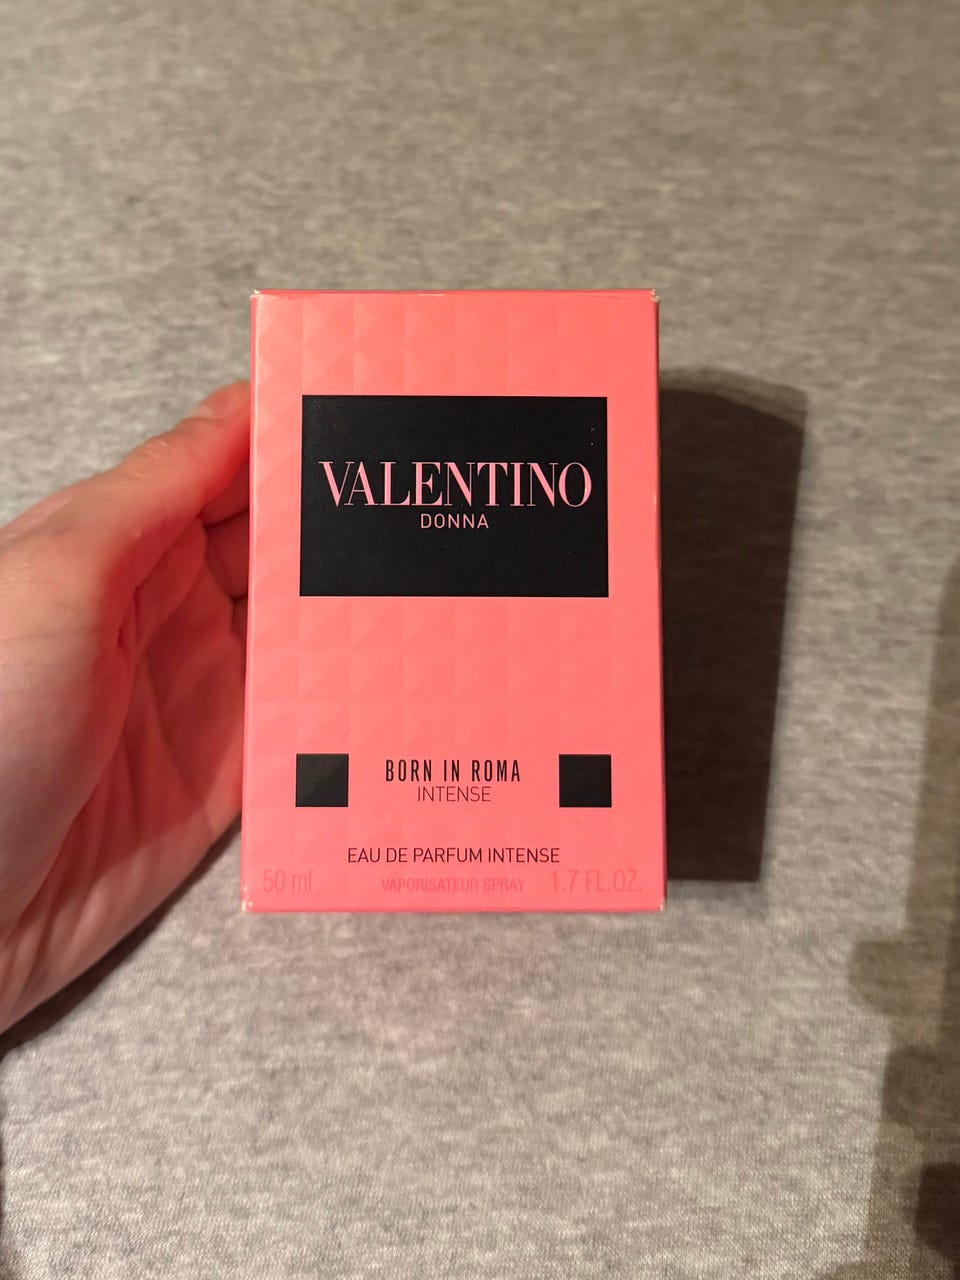 VALENTINO
DONNA
BORN IN ROMA
INTENSE
EAU DE PARFUM INTENSE
50 ml VAPORISATEUR SPRAY 1.7 FL.OZ.